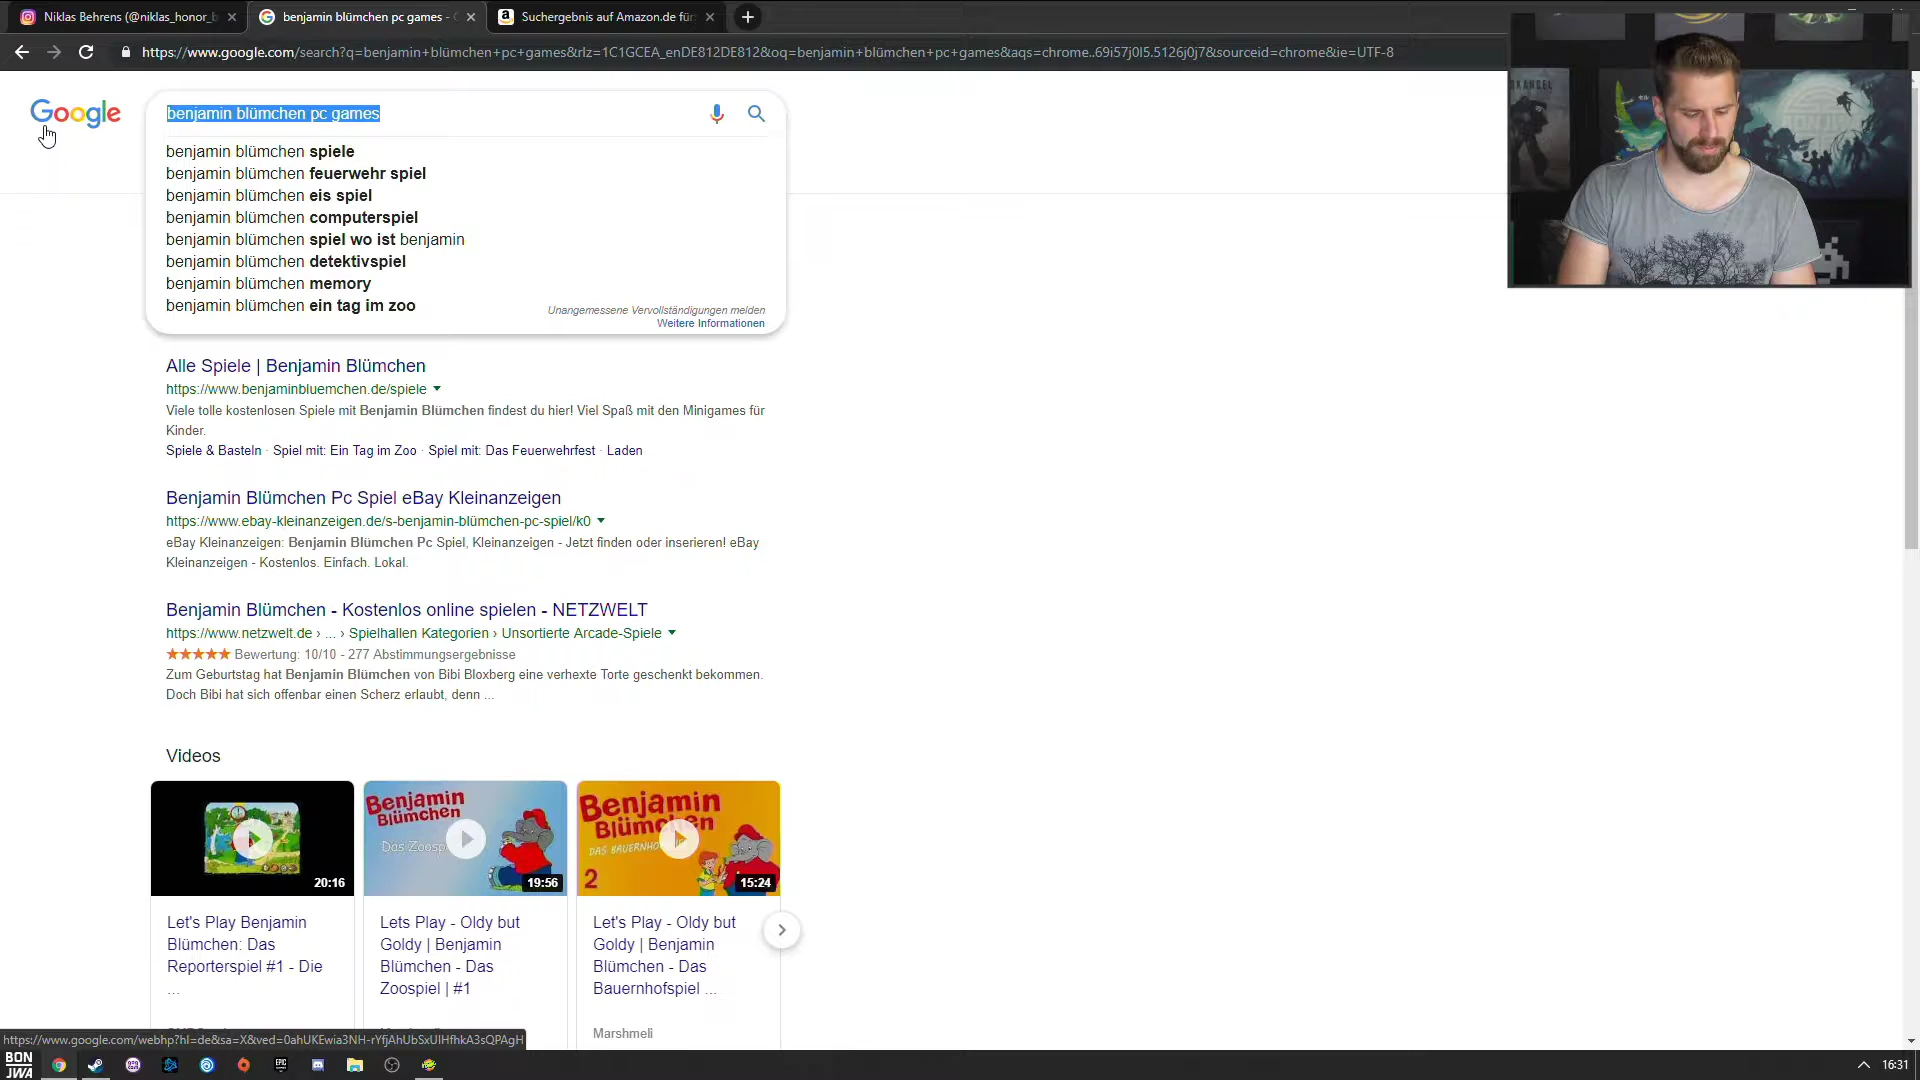 Niklas Behrens (@niklas_honor_b
benjamin blümchen pc games - G
Suchergebnis auf Amazon.de für
https://www.google.com/search?q=benjamin+blümchen+pc+games&rlz=1C1GCEA_enDE812DE812&oq=benjamin+blümchen+pc+games&aqs=chrome..69i57j0l5.5126j0j7&sourceid=chrome&ie=UTF-8
Google
benjamin blümchen pc games
benjamin blümchen spiele
benjamin blümchen feuerwehr spiel
benjamin blümchen eis spiel
benjamin blümchen computerspiel
benjamin blümchen spiel wo ist benjamin
benjamin blümchen detektivspiel
benjamin blümchen memory
benjamin blümchen ein tag im zoo
Unangemessene Vervollständigungen melden
Weitere Informationen
BONJWA
Alle Spiele | Benjamin Blümchen
https://www.benjaminbluemchen.de/spiele
Viele tolle kostenlosen Spiele mit Benjamin Blümchen findest du hier! Viel Spaß mit den Minigames für
Kinder.
Spiele & Basteln · Spiel mit: Ein Tag im Zoo · Spiel mit: Das Feuerwehrfest · Laden
Benjamin Blümchen Pc Spiel eBay Kleinanzeigen
https://www.ebay-kleinanzeigen.de/s-benjamin-blümchen-pc-spiel/k0
eBay Kleinanzeigen: Benjamin Blümchen Pc Spiel, Kleinanzeigen - Jetzt finden oder inserieren! eBay
Kleinanzeigen - Kostenlos. Einfach. Lokal.
Benjamin Blümchen - Kostenlos online spielen - NETZWELT
https://www.netzwelt.de › ... › Spielhallen Kategorien › Unsortierte Arcade-Spiele
Bewertung: 10/10 - 277 Abstimmungsergebnisse
Zum Geburtstag hat Benjamin Blümchen von Bibi Bloxberg eine verhexte Torte geschenkt bekommen.
Doch Bibi hat sich offenbar einen Scherz erlaubt, denn ...
Videos
20:16
Benjamin
Blümchen
Das Zoosp
19:56
Benjamin
Blümchen
DAS BAUERNHO
2
15:24
Let's Play Benjamin
Blümchen: Das
Reporterspiel #1 - Die
...
Lets Play - Oldy but
Goldy | Benjamin
Blümchen - Das
Zoospiel | #1
Let's Play - Oldy but
Goldy | Benjamin
Blümchen - Das
Bauernhofspiel ...
Marshmeli
https://www.google.com/webhp?hl=de&sa=X&ved=0ahUKEwia3NH-rYfjAhUbSxUIHfhkA3sQPAgH
BON
JWA
EPIC
16:31